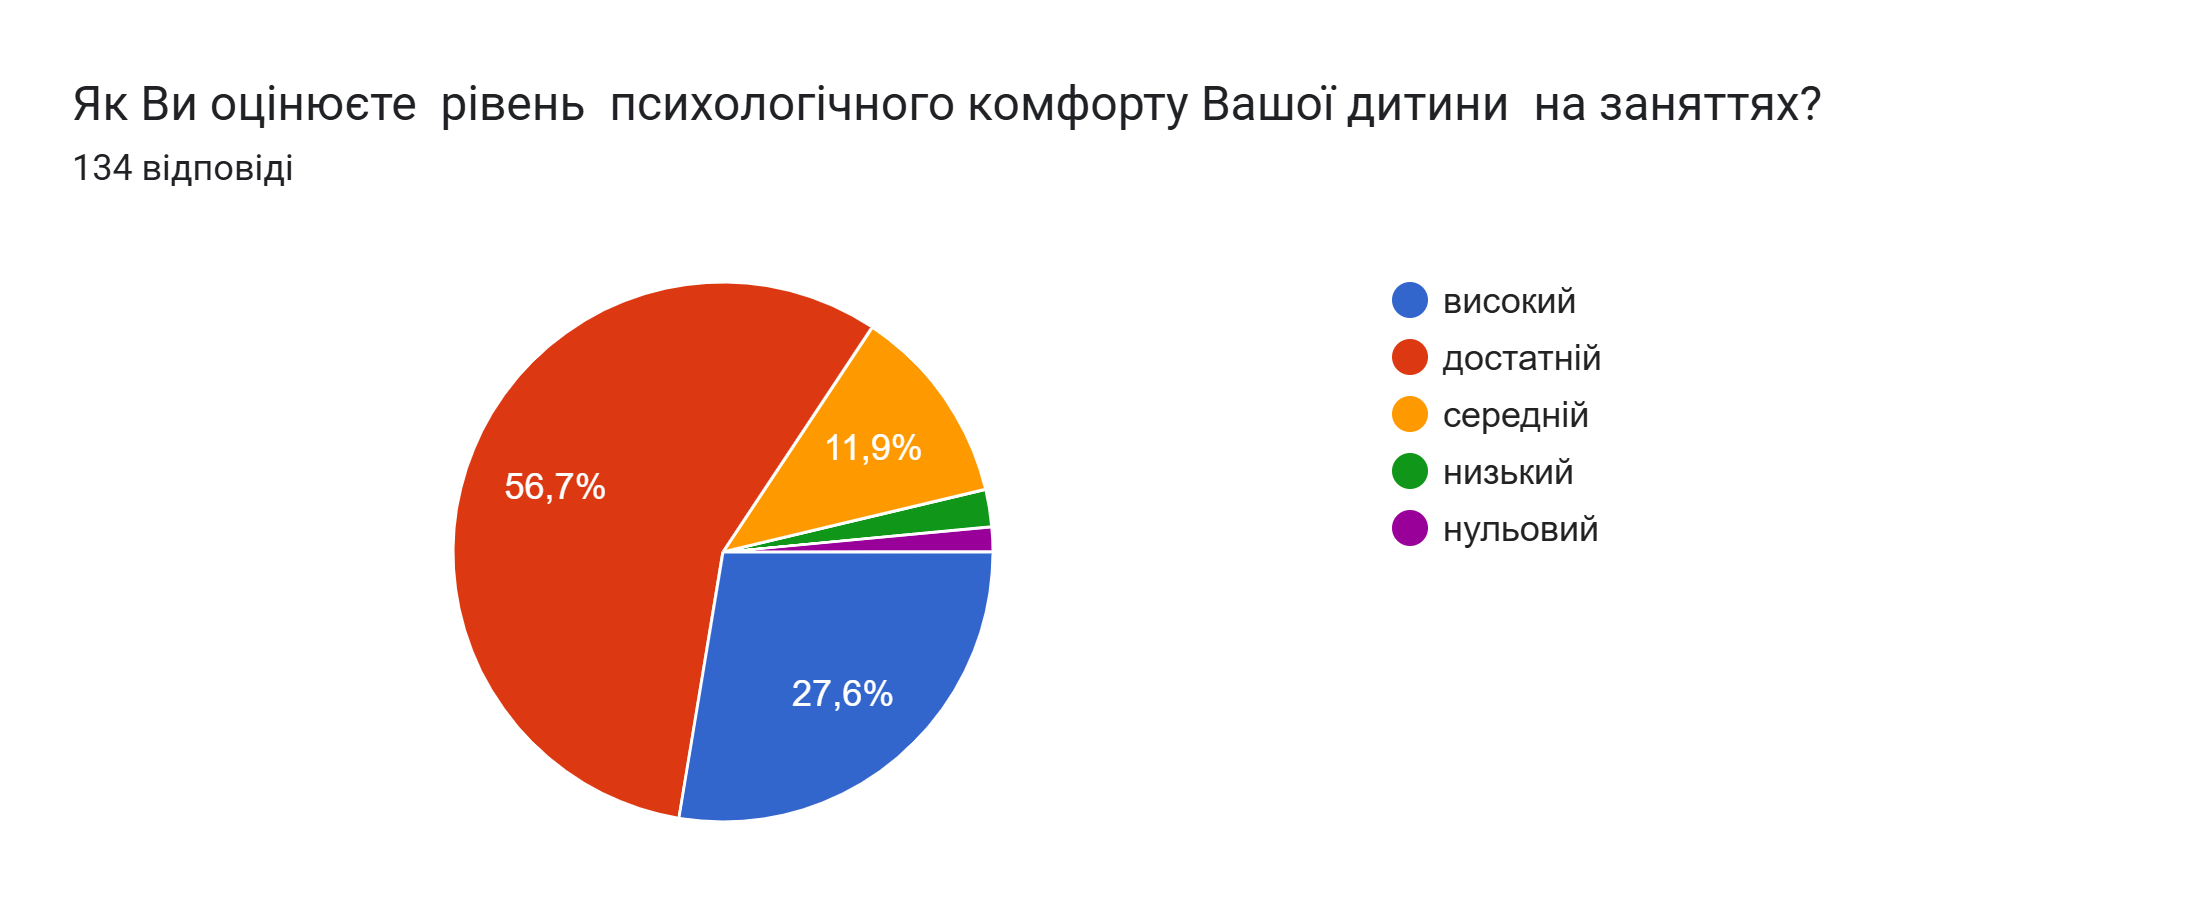 Як Ви оцінюєте  рівень  психологічного комфорту Вашої дитини  на заняттях?
134 відповіді
високий
достатній
середній
низький
нульовий
11,9%
56,7%
27,6%